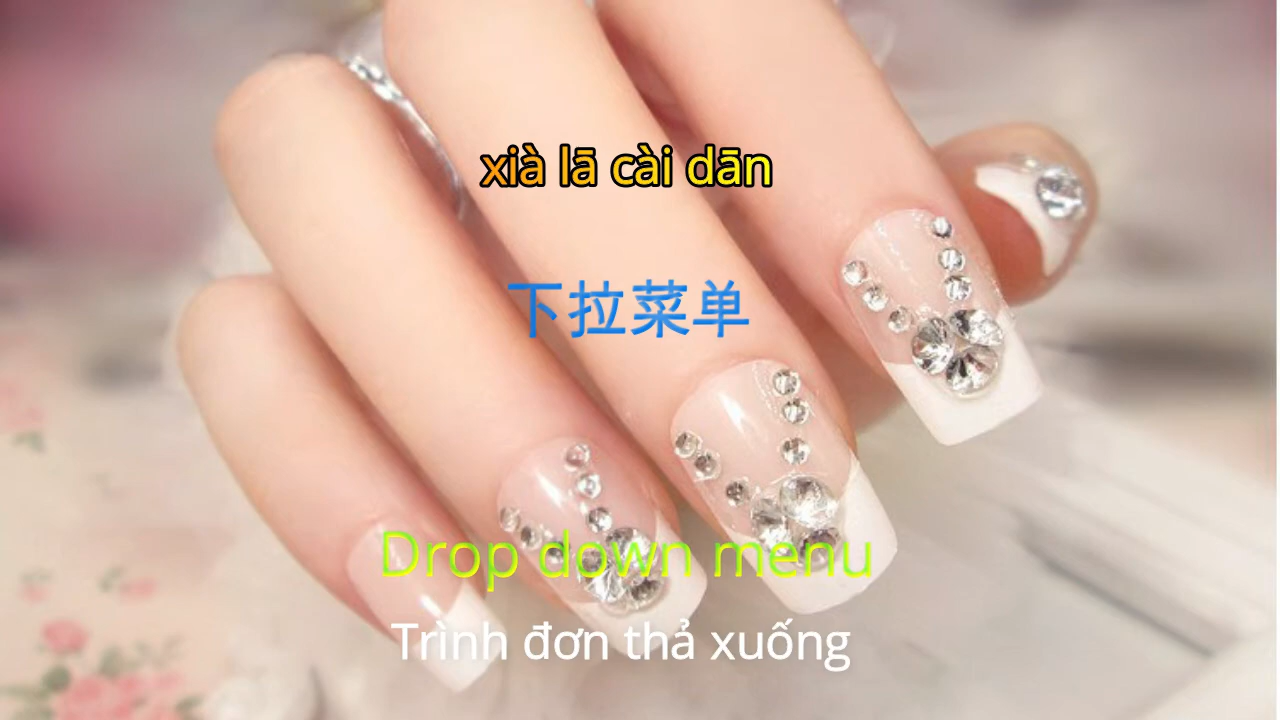 xià lā cài dān
下拉菜单
Drop down menu
Trình đơn thả xuống